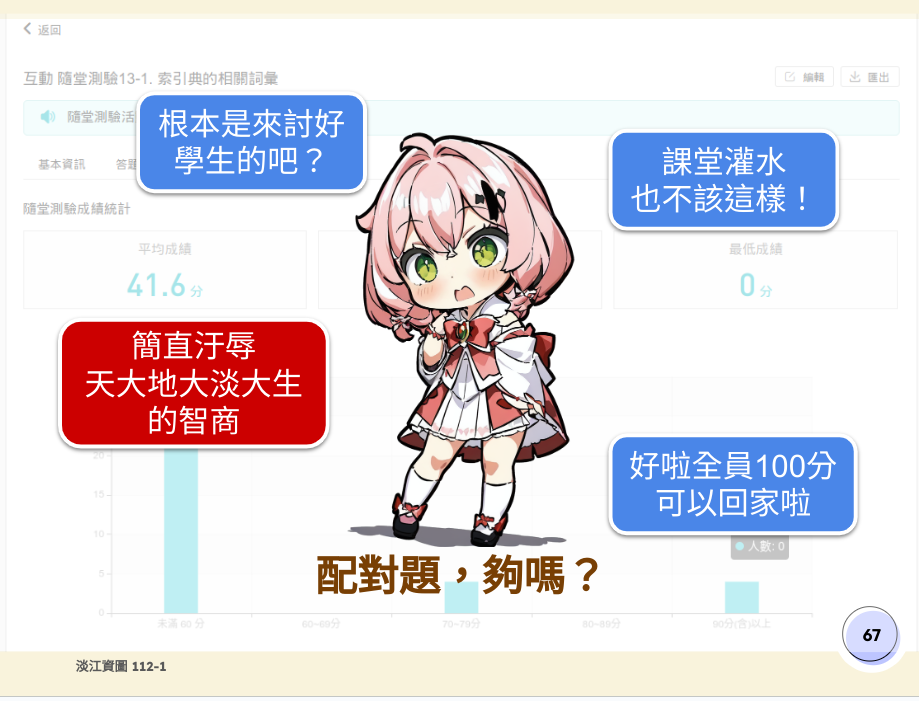 返回
互動 隨堂測驗13-1. 索引典的相關詞彙
編輯
匯出
隨堂測驗活
根本是來討好
學生的吧？
課堂灌水
也不該這樣！
基本資訊
答題
隨堂測驗成績統計
平均成績
41.6 分
最低成績
0 分
簡直汙辱
天大地大淡大生
的智商
好啦全員100分
可以回家啦
20
15
10
5
0
人數: 0
配對題，夠嗎？
未滿 60 分
60~69分
70~79分
80~89分
90分(含)以上
67
淡江資圖 112-1